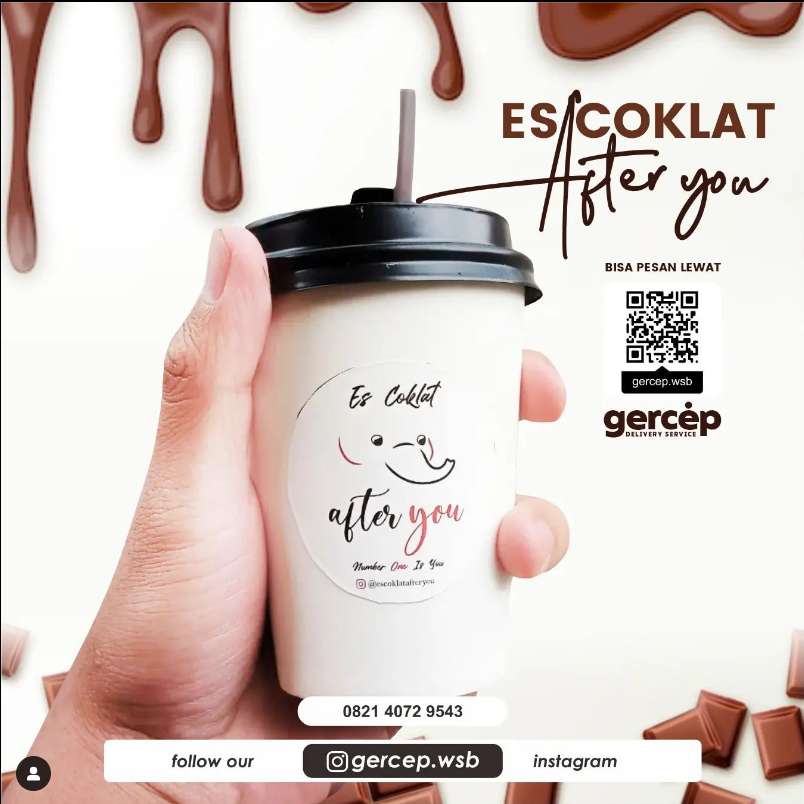 ES COKLAT
After you
BISA PESAN LEWAT
gercep.wsb
gercep
DELIVERY SERVICE
Es Coklat
after you
Number One Is You
@escoklatafteryou
0821 4072 9543
follow our gercep.wsb instagram